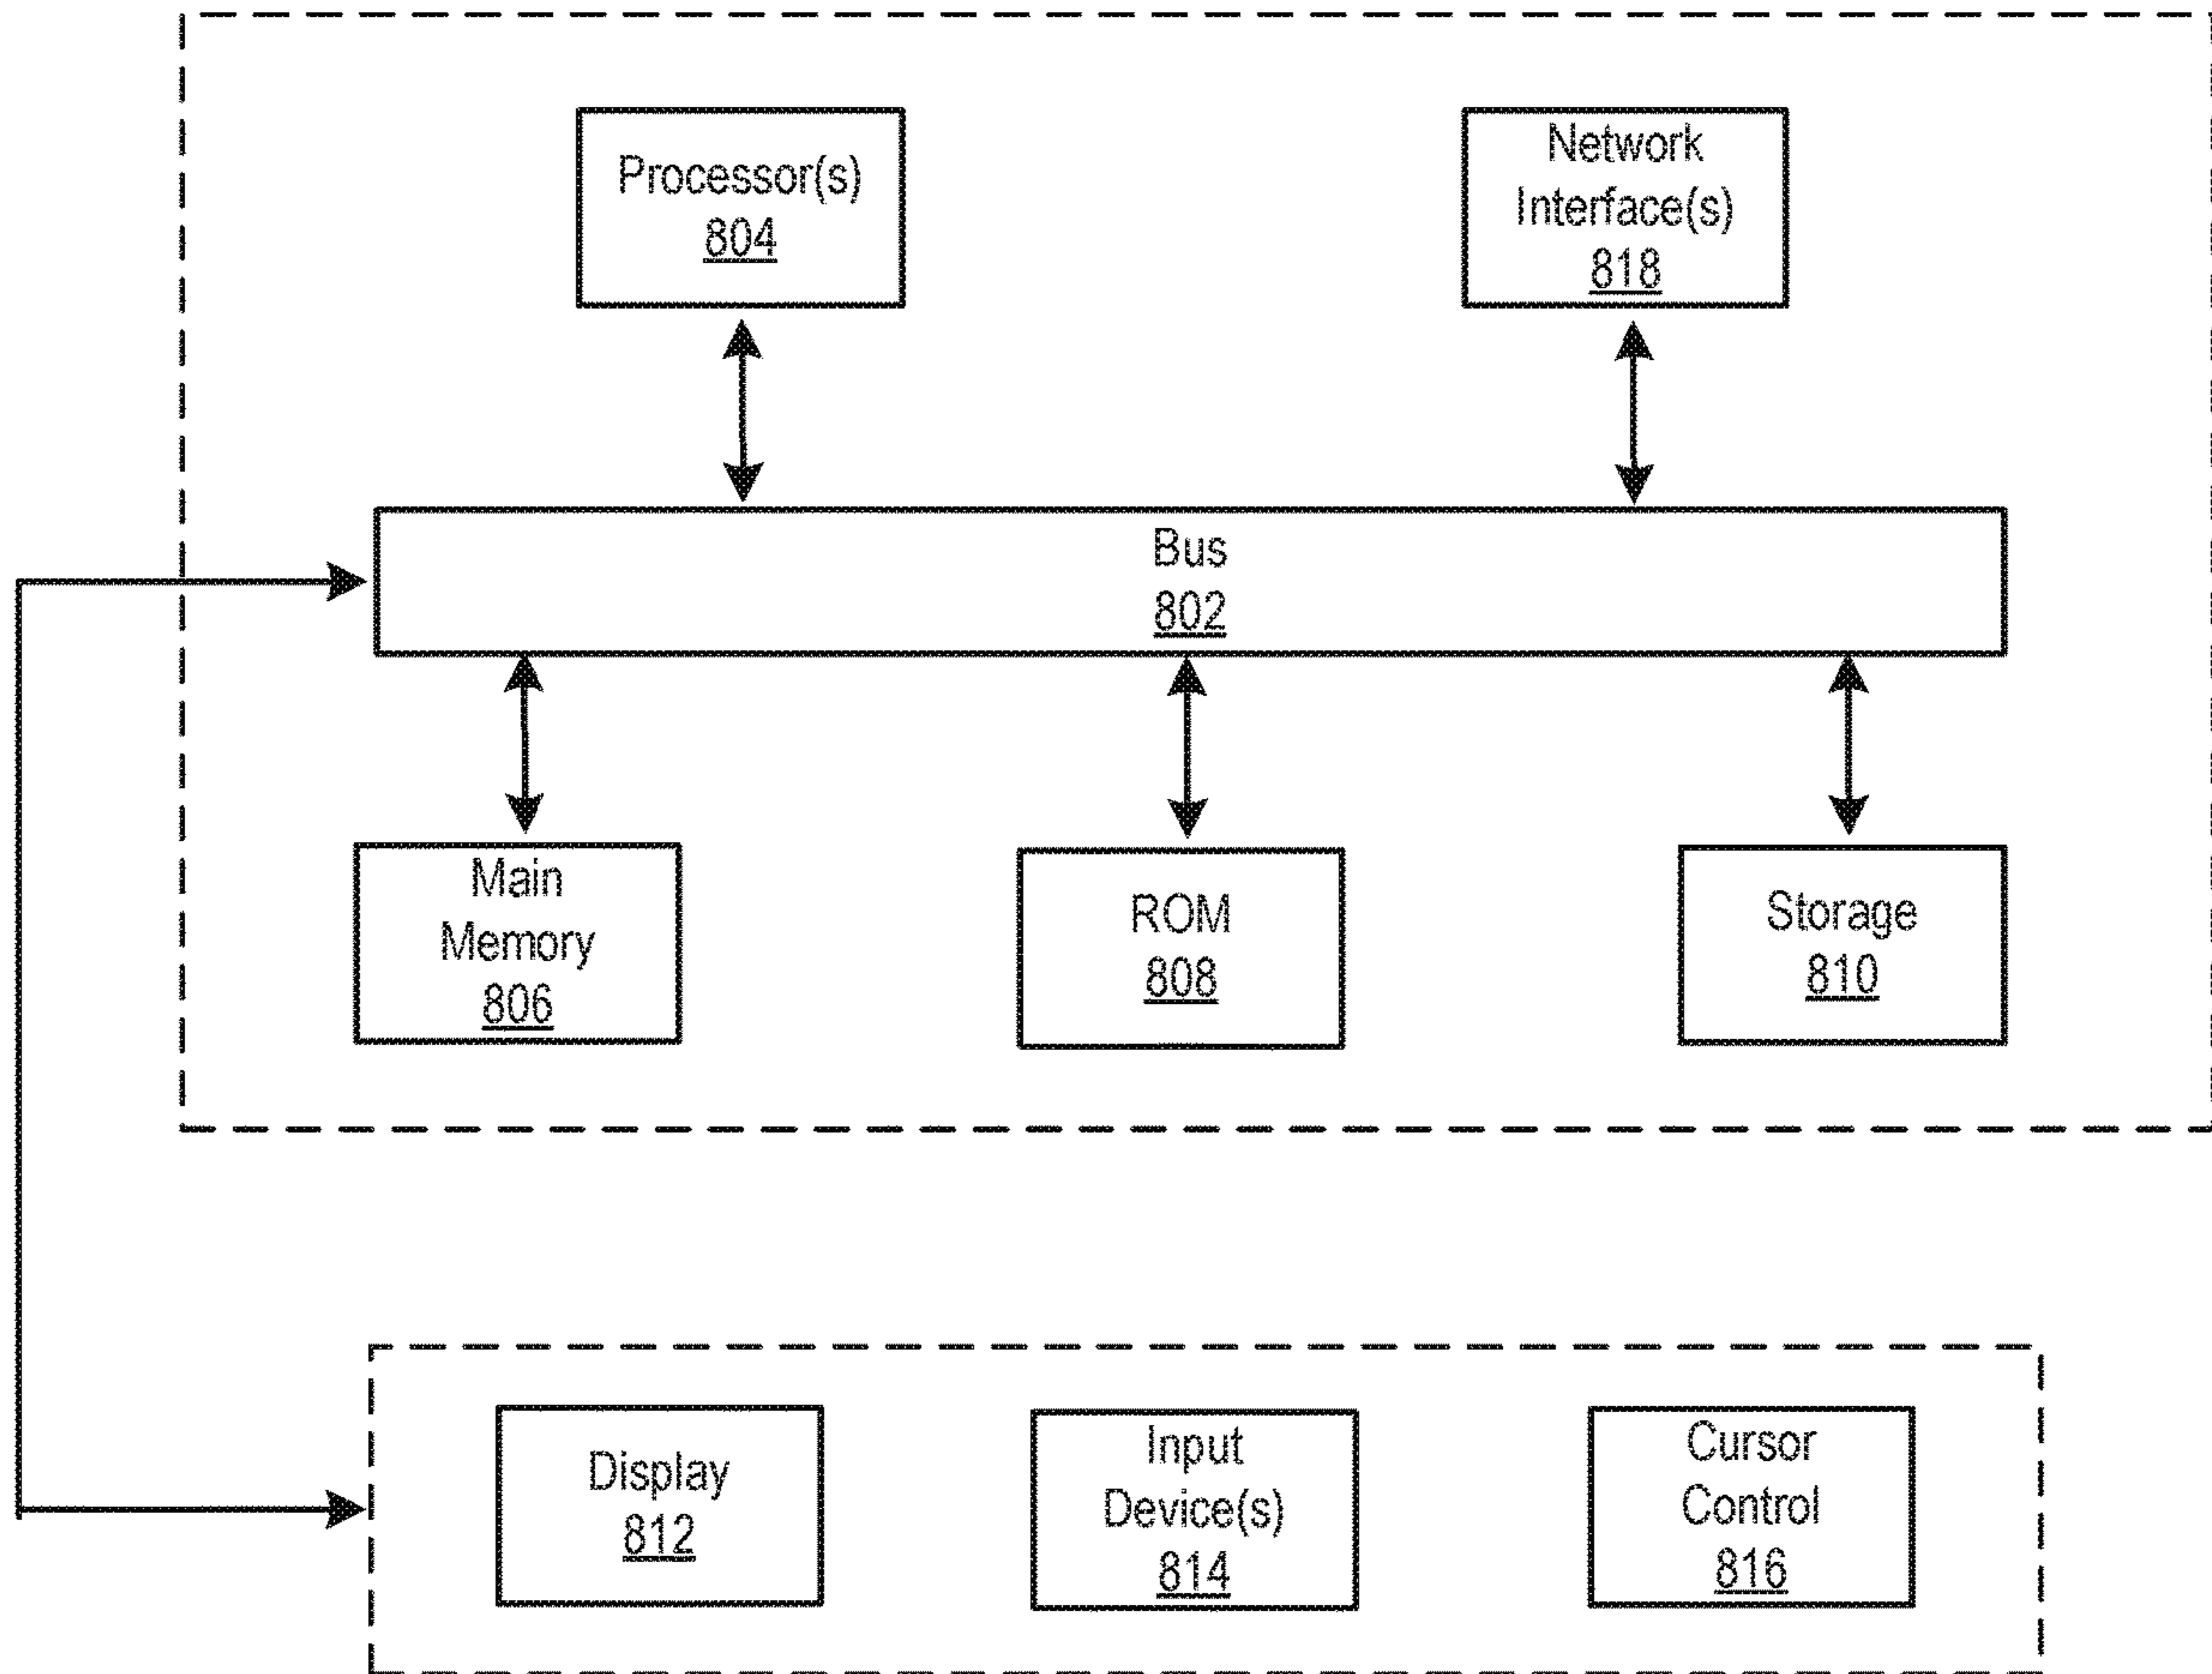 Processor(s)
804
Network
Interface(s)
818
Bus
802
Main
Memory
806
ROM
808
Storage
810
Display
812
Input
Device(s)
814
Cursor
Control
816